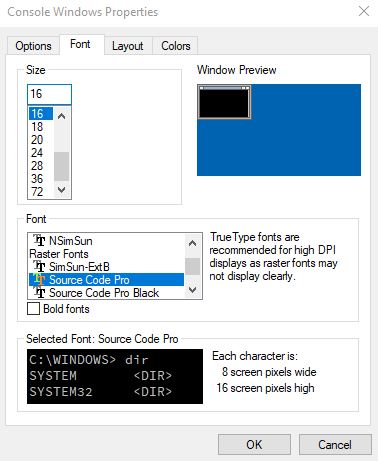 Console Windows Properties
Options Font Layout Colors
Size
Window Preview
16
16
18
20
24
28
36
72
Font
NSimSun
Raster Fonts
SimSun-ExtB
Source Code Pro
Source Code Pro Black
Bold fonts
TrueType fonts are
recommended for high DPI
displays as raster fonts may
not display clearly.
Selected Font: Source Code Pro
C:\WINDOWS> dir
SYSTEM <DIR>
SYSTEM32 <DIR>
Each character is:
8 screen pixels wide
16 screen pixels high
OK Cancel